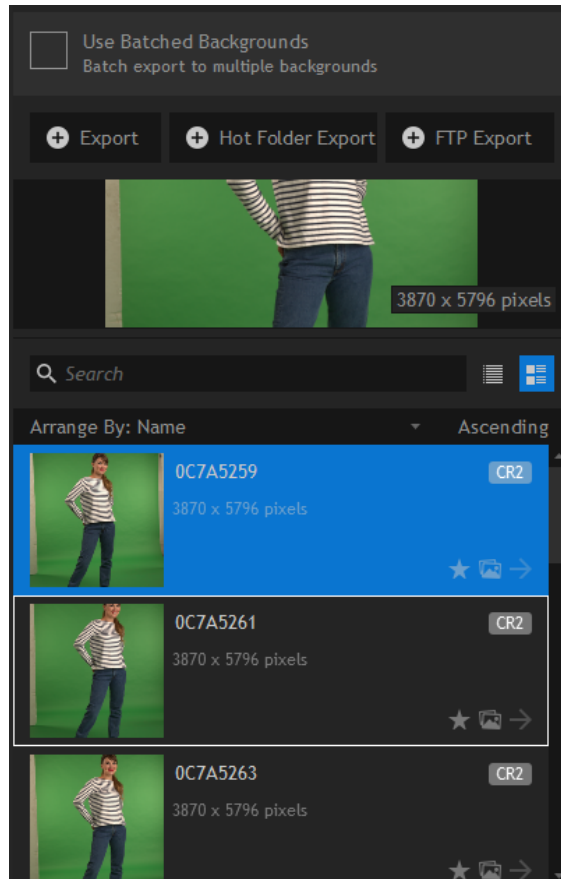 Use Batched Backgrounds
Batch export to multiple backgrounds
Export
Hot Folder Export
FTP Export
3870 x 5796 pixels
Search
Arrange By: Name
Ascending
0C7A5259
CR2
3870 x 5796 pixels
0C7A5261
CR2
3870 x 5796 pixels
0C7A5263
CR2
3870 x 5796 pixels